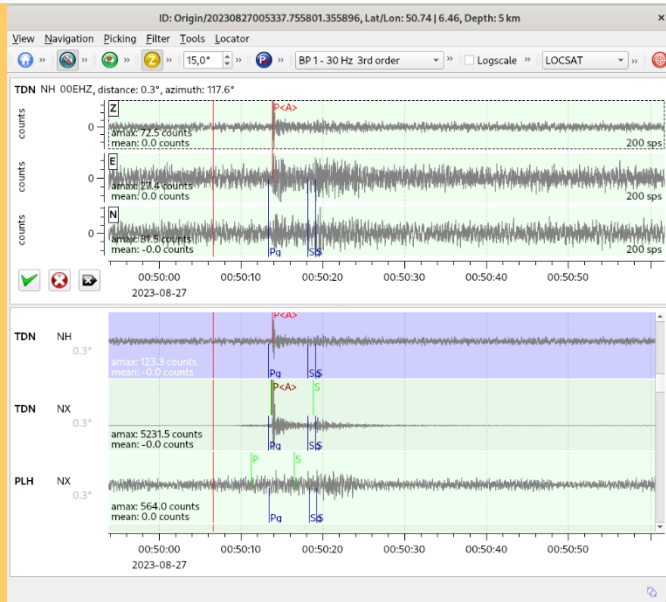 ID: Origin/20230827005337.755801.355896, Lat/Lon: 50.74 | 6.46, Depth: 5 km
View Navigation Picking Filter Tools Locator
15,0° BP 1 - 30 Hz 3rd order Logscale LOCSAT
TDN NH 00EHZ, distance: 0.3°, azimuth: 117.6°
counts
Z
P<A>
0
amax: 72.5 counts
mean: 0.0 counts
200 sps
counts
E
0
amax: 27.4 counts
mean: 0.0 counts
200 sps
counts
N
0
amax: 31.5 counts
mean: -0.0 counts
200 sps
Pg
00:50:00 00:50:10 00:50:20 00:50:30 00:50:40 00:50:50
2023-08-27
TDN NH
0.3°
P<A>
amax: 123.3 counts
mean: -0.0 counts
Pg
TDN NX
0.3°
P<A> S
amax: 5231.5 counts
mean: -0.0 counts
Pg
PLH NX
0.3°
P S
amax: 564.0 counts
mean: 0.0 counts
Pg
00:50:00 00:50:10 00:50:20 00:50:30 00:50:40 00:50:50
2023-08-27